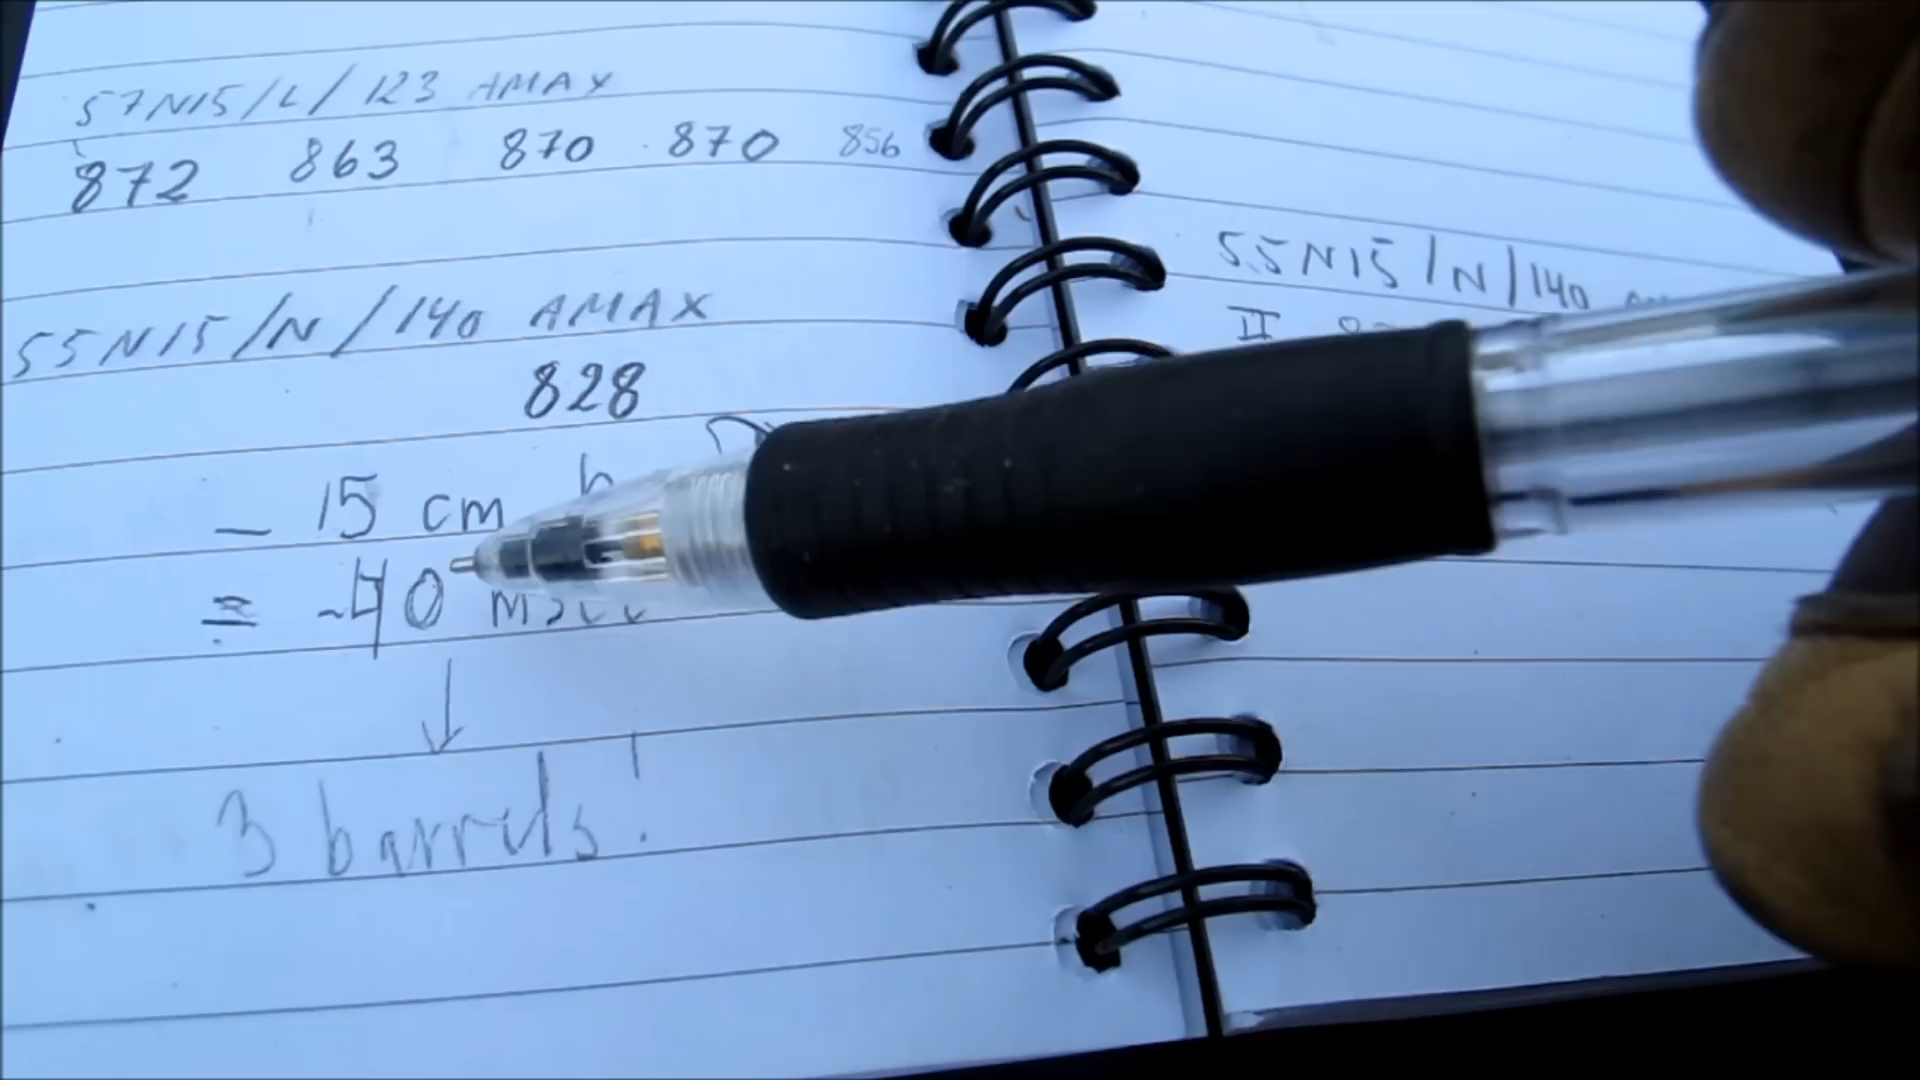 57N15/L/123 AMAX
872 863 870 870 856
55N15/N/140 AMAX
828
- 15 cm
= -40
3 barrels!
55N15/N/140
II